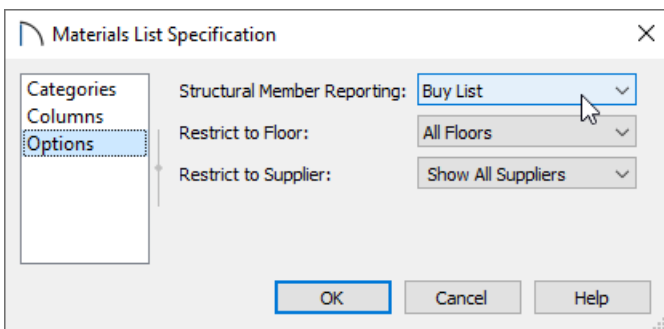 Materials List Specification
Categories
Columns
Options
Structural Member Reporting: Buy List
Restrict to Floor: All Floors
Restrict to Supplier: Show All Suppliers
OK Cancel Help